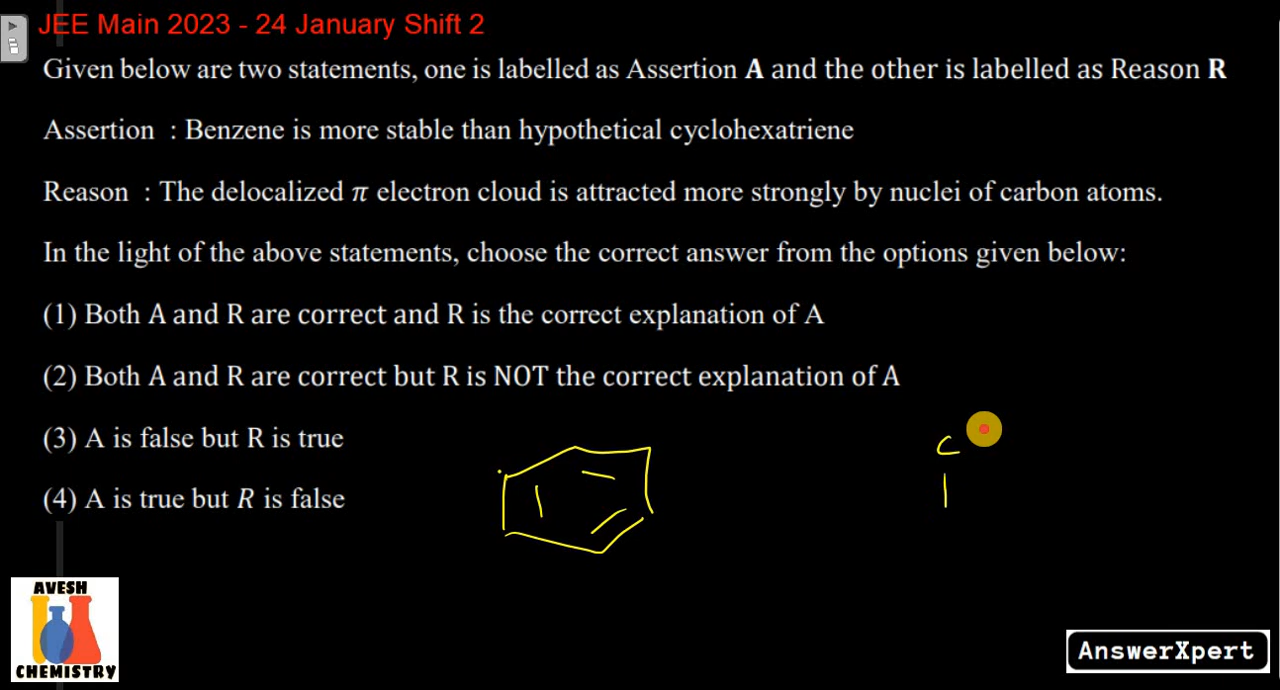 JEE Main 2023 - 24 January Shift 2
Given below are two statements, one is labelled as Assertion A and the other is labelled as Reason R
Assertion : Benzene is more stable than hypothetical cyclohexatriene
Reason : The delocalized π electron cloud is attracted more strongly by nuclei of carbon atoms.
In the light of the above statements, choose the correct answer from the options given below:
(1) Both A and R are correct and R is the correct explanation of A
(2) Both A and R are correct but R is NOT the correct explanation of A
(3) A is false but R is true
(4) A is true but R is false
C
AVESH
CHEMISTRY
AnswerXpert